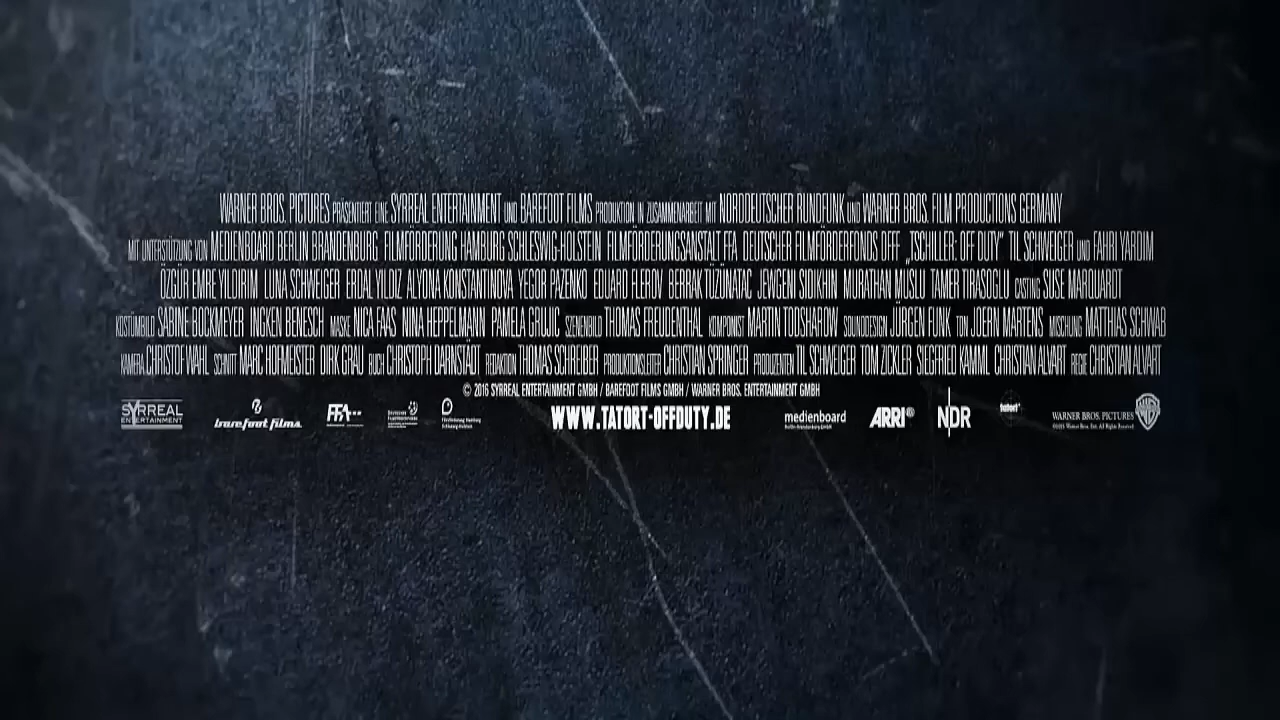 WARNER BROS. PICTURES PRÄSENTIERT EINE SYRREAL ENTERTAINMENT UND BAREFOOT FILMS PRODUKTION IN ZUSAMMENARBEIT MIT NORDDEUTSCHER RUNDFUNK UND WARNER BROS. FILM PRODUCTIONS GERMANY
MIT UNTERSTÜTZUNG VON MEDIENBOARD BERLIN BRANDENBURG FILMFÖRDERUNG HAMBURG SCHLESWIG-HOLSTEIN FILMFÖRDERUNGSANSTALT FFA DEUTSCHER FILMFÖRDERFONDS DFFF „TSCHILLER: OFF DUTY“ TIL SCHWEIGER UND FAHRI YARDIM
ÖZGÜR EMRE YILDIRIM LUNA SCHWEIGER ERDAL YILDIZ ALYONA KONSTANTINOVA YEGOR PAZENKO EDUARD FLEROV BERRAK TÜZÜNATAC JEWGENI SIDIKHIN MURATHAN MUSLU TAMER TIRASOGLU CASTING SUSE MARQUARDT
KOSTÜMBILD SABINE BÖCKMEYER INGKEN BENESCH MASKE NICA FAAS NINA HEPPELMANN PAMELA GRUJIC SZENENBILD THOMAS FREUDENTHAL KOMPONIST MARTIN TODSHAROW SOUNDDESIGN JÜRGEN FUNK TON JOERN MARTENS MISCHUNG MATTHIAS SCHWAB
KAMERA CHRISTOF WAHL SCHNITT MARC HOFMEISTER DIRK GRAU BUCH CHRISTOPH DARNSTÄDT REDAKTION THOMAS SCHREIBER PRODUKTIONSLEITER CHRISTIAN SPRINGER PRODUZENTEN TIL SCHWEIGER TOM ZICKLER SIEGFRIED KAMML CHRISTIAN ALVART REGIE CHRISTIAN ALVART
© 2016 SYRREAL ENTERTAINMENT GMBH / BAREFOOT FILMS GMBH / WARNER BROS. ENTERTAINMENT GMBH
SYRREAL ENTERTAINMENT barefoot films FFA WWW.TATORT-OFFDUTY.DE medienboard Berlin-Brandenburg GmbH ARRI NDR tatort WARNER BROS. PICTURES